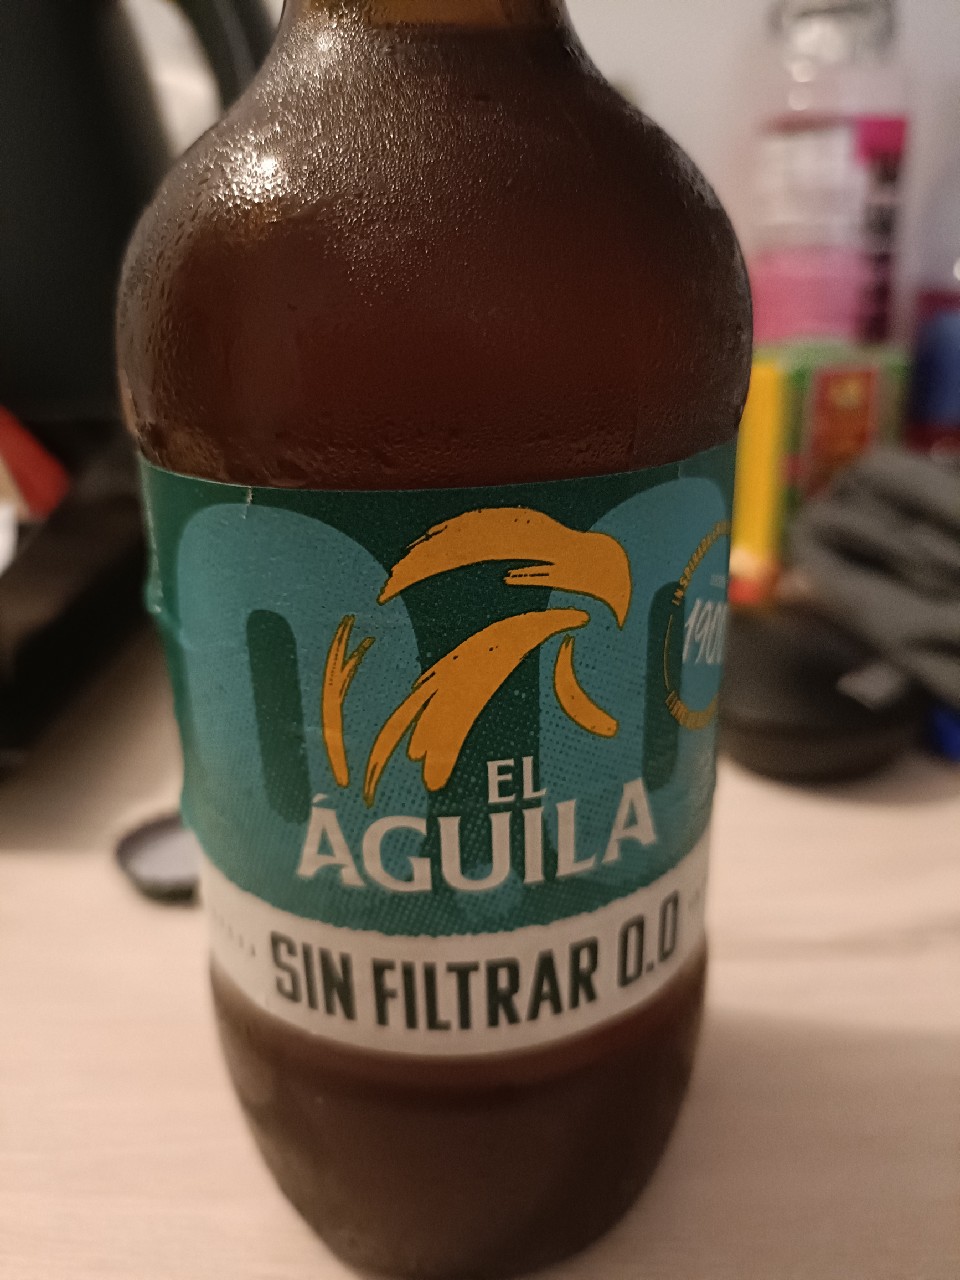 EL
ÁGUILA
SIN FILTRAR 0.0
1900